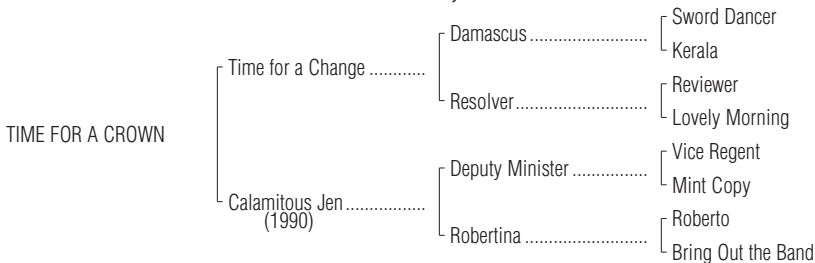 Sword Dancer
Damascus
Kerala
Time for a Change
Reviewer
Resolver
Lovely Morning
TIME FOR A CROWN
Vice Regent
Deputy Minister
Mint Copy
Calamitous Jen
(1990)
Roberto
Robertina
Bring Out the Band